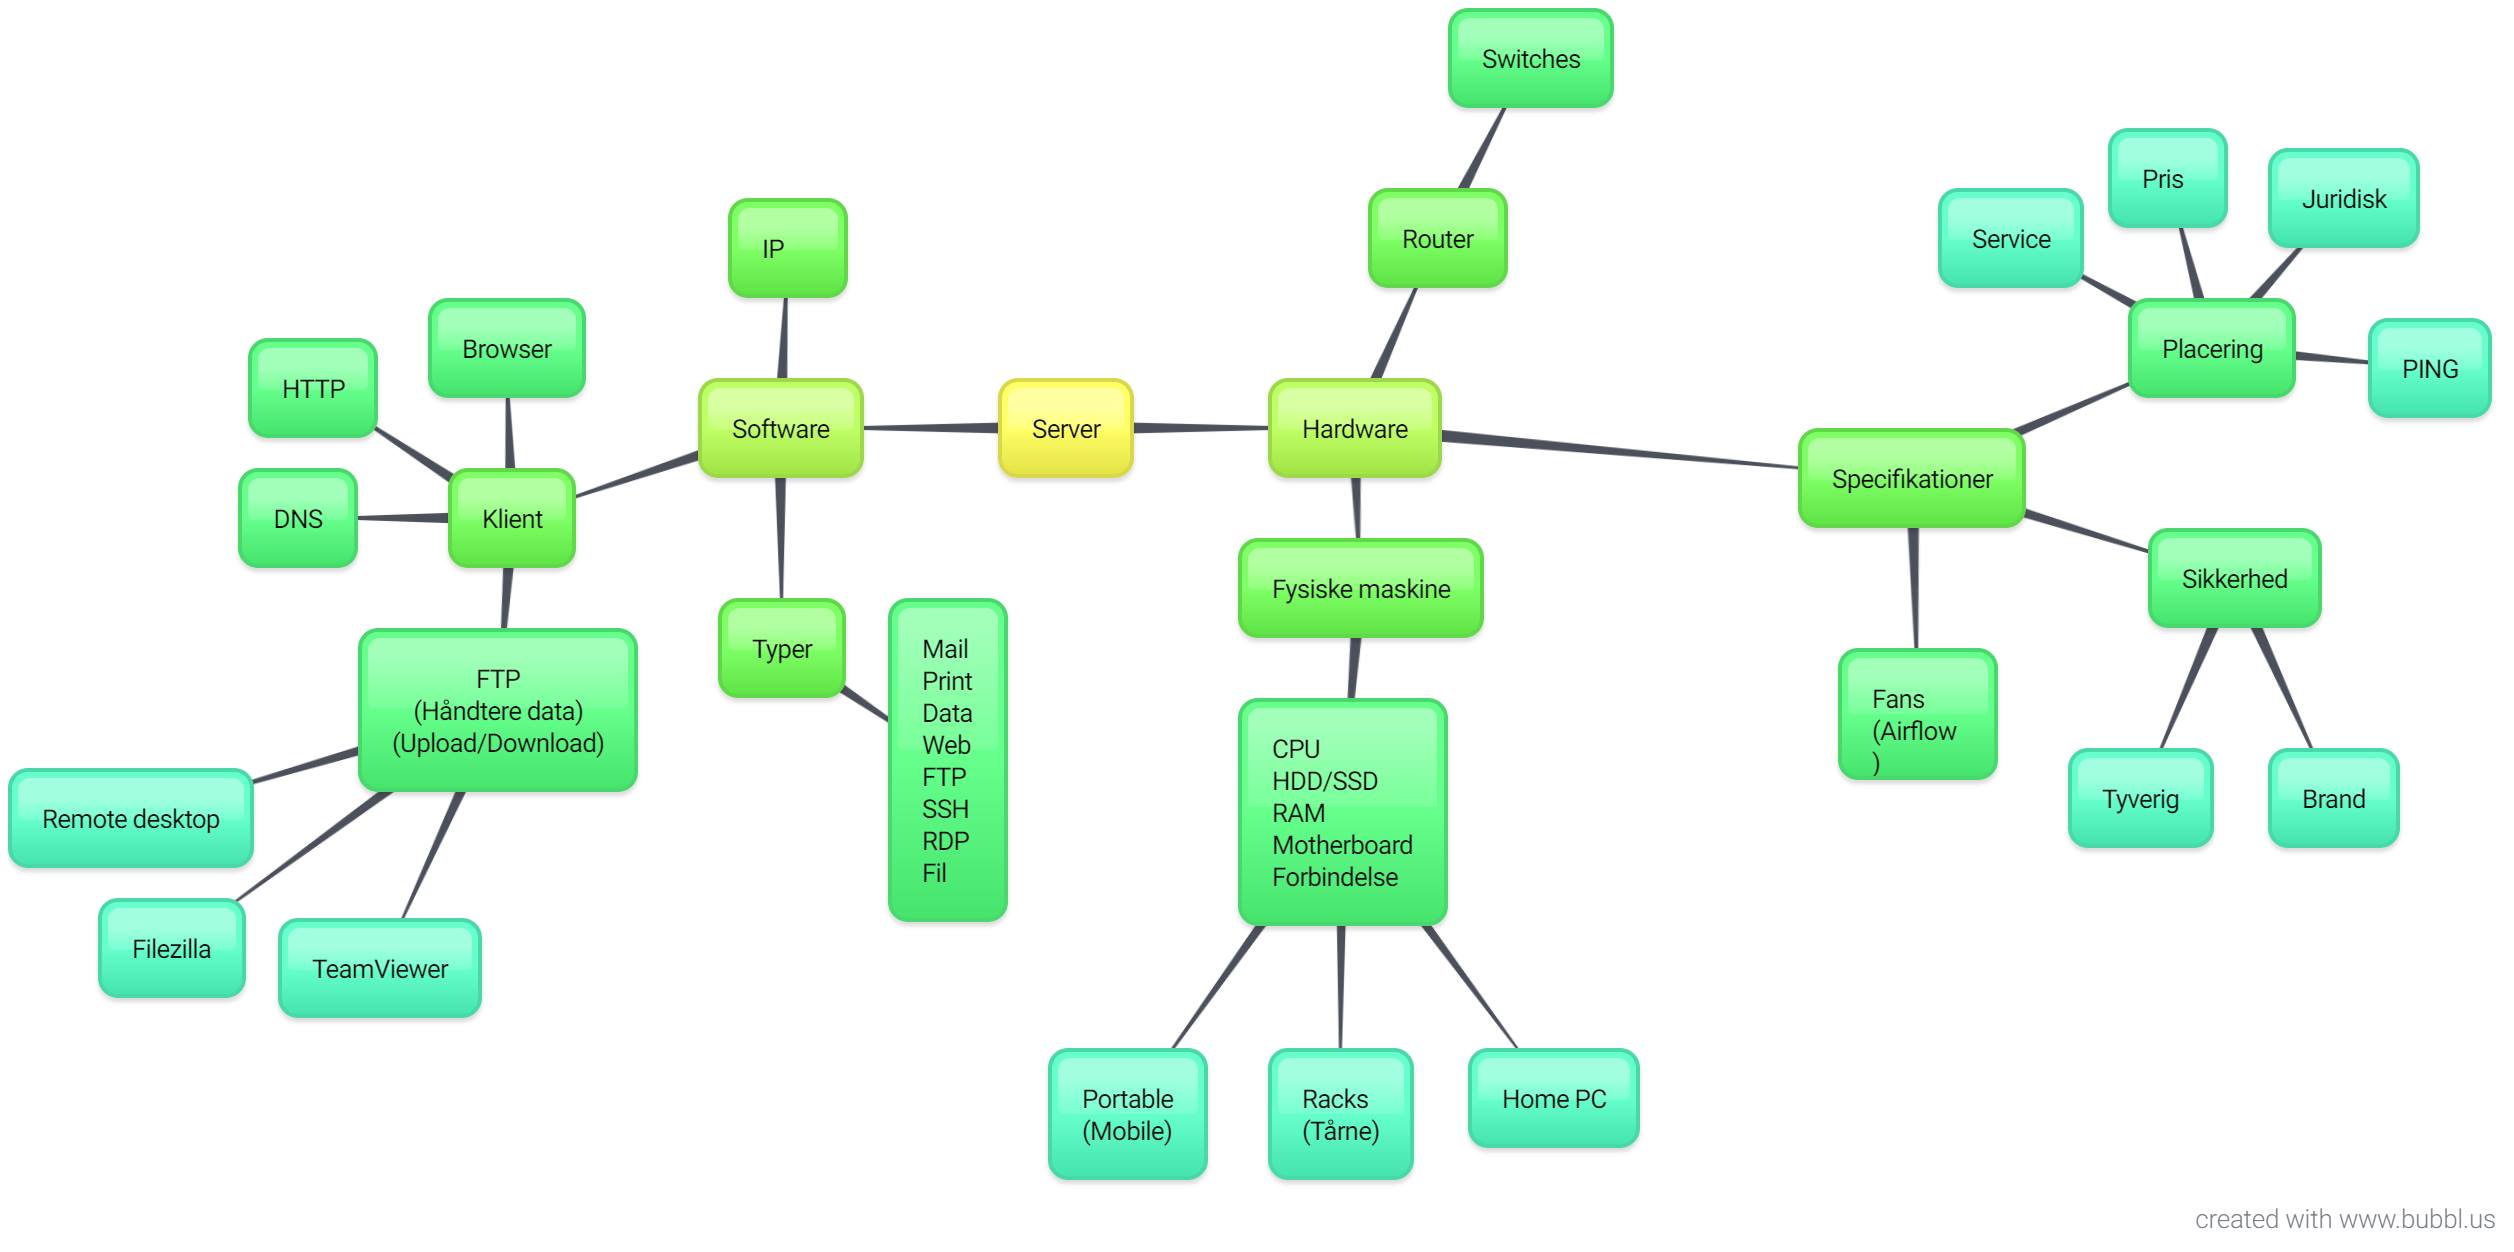 Switches
Pris
Juridisk
Service
Router
IP
Browser
HTTP
Placering
PING
Software
Server
Hardware
Specifikationer
DNS
Klient
Sikkerhed
Fysiske maskine
Typer
Mail
Print
Data
Web
FTP
SSH
RDP
Fil
FTP
(Håndtere data)
(Upload/Download)
Fans
(Airflow
)
CPU
HDD/SSD
RAM
Motherboard
Forbindelse
Tyverig
Brand
Remote desktop
Filezilla
TeamViewer
Portable
(Mobile)
Racks
(Tårne)
Home PC
created with www.bubbl.us